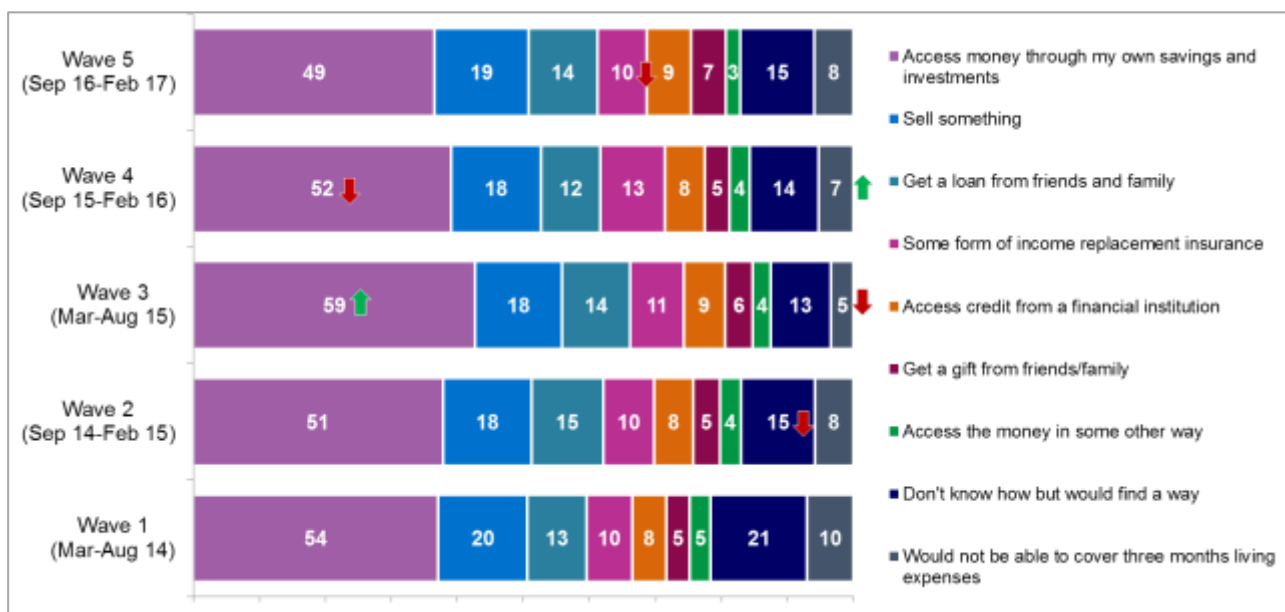 Wave 5
(Sep 16-Feb 17)
49 19 14 10 9 7 3 15 8
Wave 4
(Sep 15-Feb 16)
52 18 12 13 8 5 4 14 7
Wave 3
(Mar-Aug 15)
59 18 14 11 9 6 4 13 5
Wave 2
(Sep 14-Feb 15)
51 18 15 10 8 5 4 15 8
Wave 1
(Mar-Aug 14)
54 20 13 10 8 5 5 21 10
Access money through my own savings and
investments
Sell something
Get a loan from friends and family
Some form of income replacement insurance
Access credit from a financial institution
Get a gift from friends/family
Access the money in some other way
Don't know how but would find a way
Would not be able to cover three months living
expenses